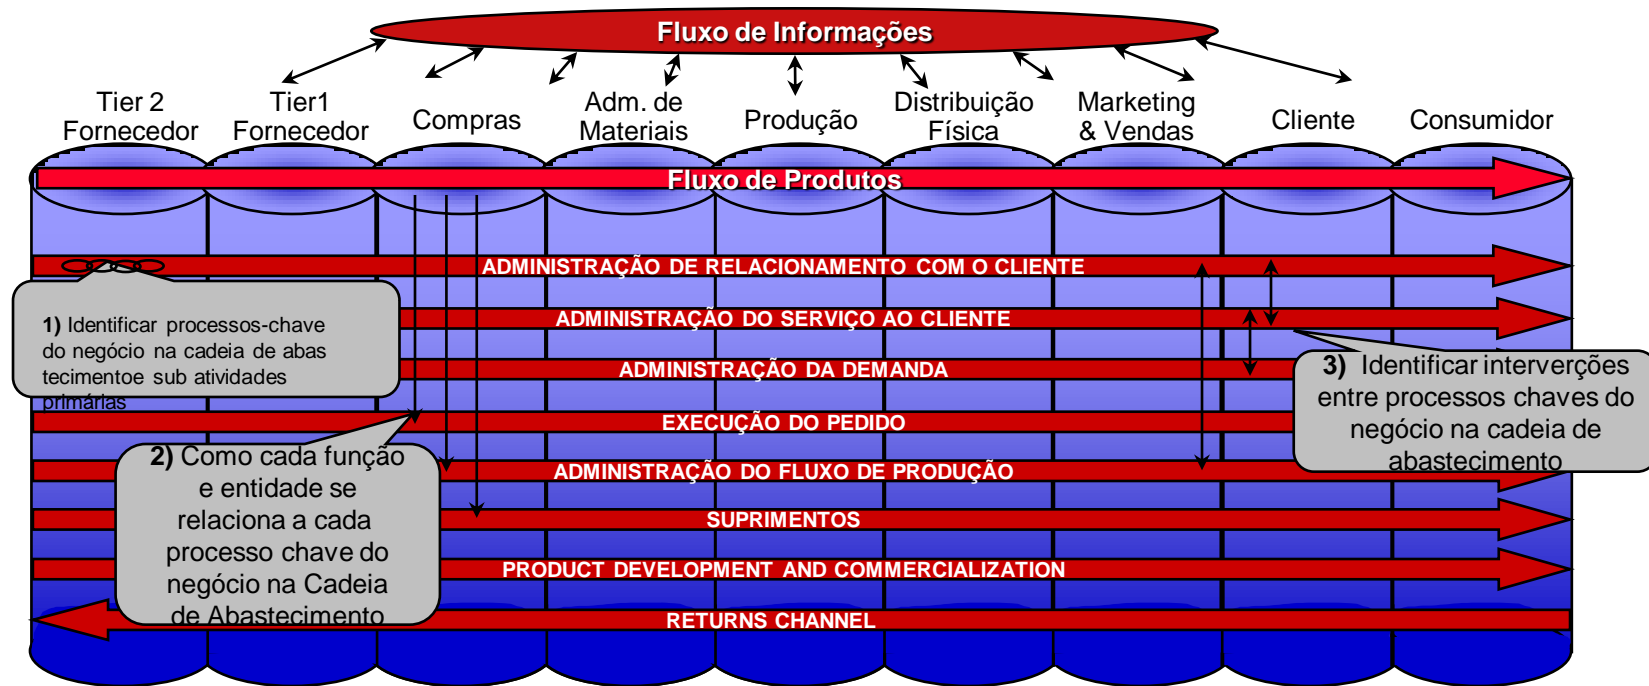 Fluxo de Informações
Tier 2
Fornecedor
Tier1
Fornecedor
Compras
Adm. de
Materiais
Produção
Distribuição
Física
Marketing
& Vendas
Cliente
Consumidor
Fluxo de Produtos
ADMINISTRAÇÃO DE RELACIONAMENTO COM O CLIENTE
1) Identificar processos-chave
do negócio na cadeia de abas
tecimentoe sub atividades
primárias
ADMINISTRAÇÃO DO SERVIÇO AO CLIENTE
ADMINISTRAÇÃO DA DEMANDA
3) Identificar interverções
entre processos chaves do
negócio na cadeia de
abastecimento
EXECUÇÃO DO PEDIDO
2) Como cada função
e entidade se
relaciona a cada
processo chave do
negócio na Cadeia
de Abastecimento
ADMINISTRAÇÃO DO FLUXO DE PRODUÇÃO
SUPRIMENTOS
PRODUCT DEVELOPMENT AND COMMERCIALIZATION
RETURNS CHANNEL